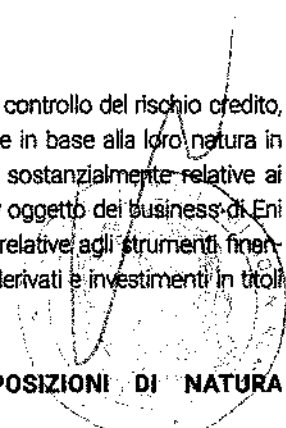 controllo del rischio credito,
e in base alla loro natura in
sostanzialmente relative ai
oggetto dei business di Eni
relative agli strumenti finan-
derivati e investimenti in titoli
POSIZIONI DI NATURA